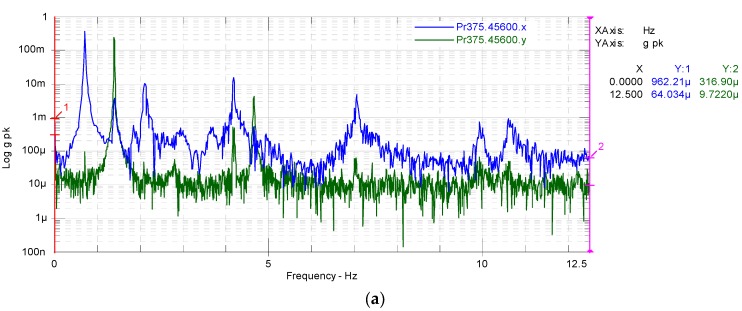 Pr375.45600.x
Pr375.45600.y
XAxis: Hz
YAxis: g pk
X Y:1 Y:2
0.0000 962.21µ 316.90µ
12.500 64.034µ 9.7220µ
1
100m
10m
1m
100µ
10µ
1µ
100n
Log g pk
1
2
0 5 10 12.5
Frequency - Hz
(a)